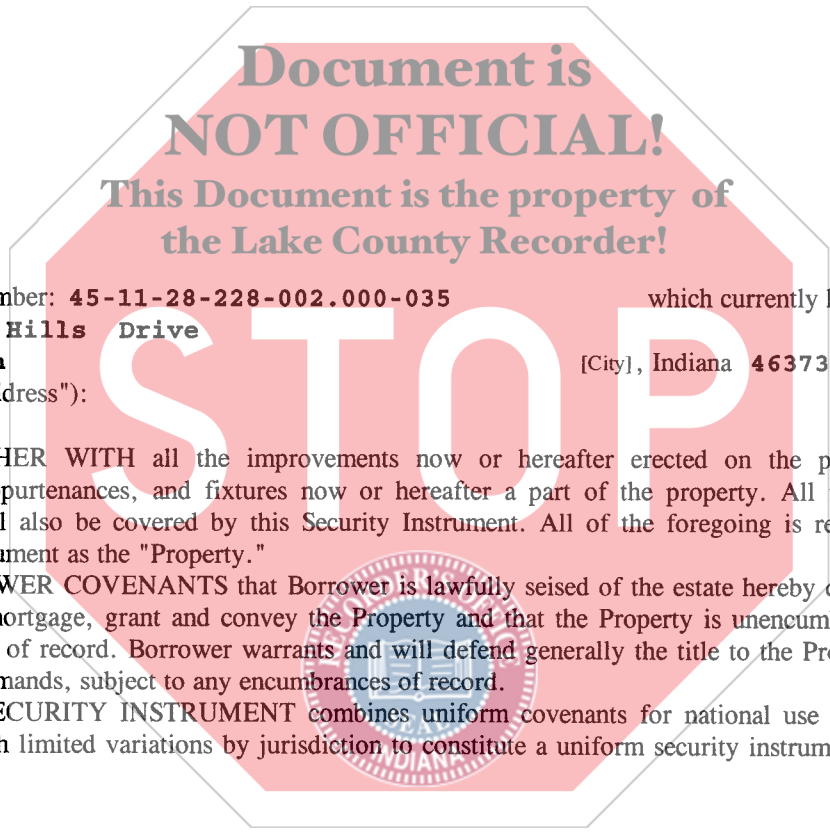 Document is
NOT OFFICIAL!
This Document is the property of
the Lake County Recorder!
mber: 45-11-28-228-002.000-035 which currently
Hills Drive
[City], Indiana 46373
dress"):
STOP
HER WITH all the improvements now or hereafter erected on the p
purtenances, and fixtures now or hereafter a part of the property. All
l also be covered by this Security Instrument. All of the foregoing is re
ument as the "Property."
WER COVENANTS that Borrower is lawfully seised of the estate hereby
ortgage, grant and convey the Property and that the Property is unencum
of record. Borrower warrants and will defend generally the title to the Pro
mands, subject to any encumbrances of record.
ECURITY INSTRUMENT combines uniform covenants for national use
h limited variations by jurisdiction to constitute a uniform security instrum
RECORDER'S OFFICE
SEAL
INDIANA